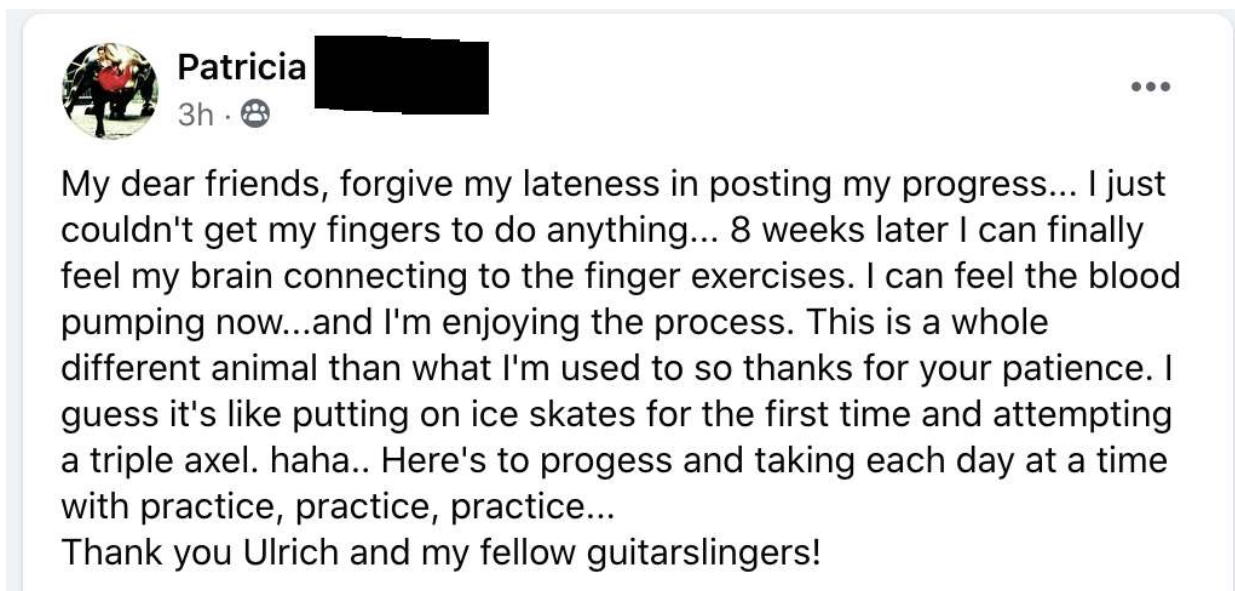 Patricia
3h ·
My dear friends, forgive my lateness in posting my progress... I just
couldn't get my fingers to do anything... 8 weeks later I can finally
feel my brain connecting to the finger exercises. I can feel the blood
pumping now...and I'm enjoying the process. This is a whole
different animal than what I'm used to so thanks for your patience. I
guess it's like putting on ice skates for the first time and attempting
a triple axel. haha.. Here's to progess and taking each day at a time
with practice, practice, practice...
Thank you Ulrich and my fellow guitarslingers!